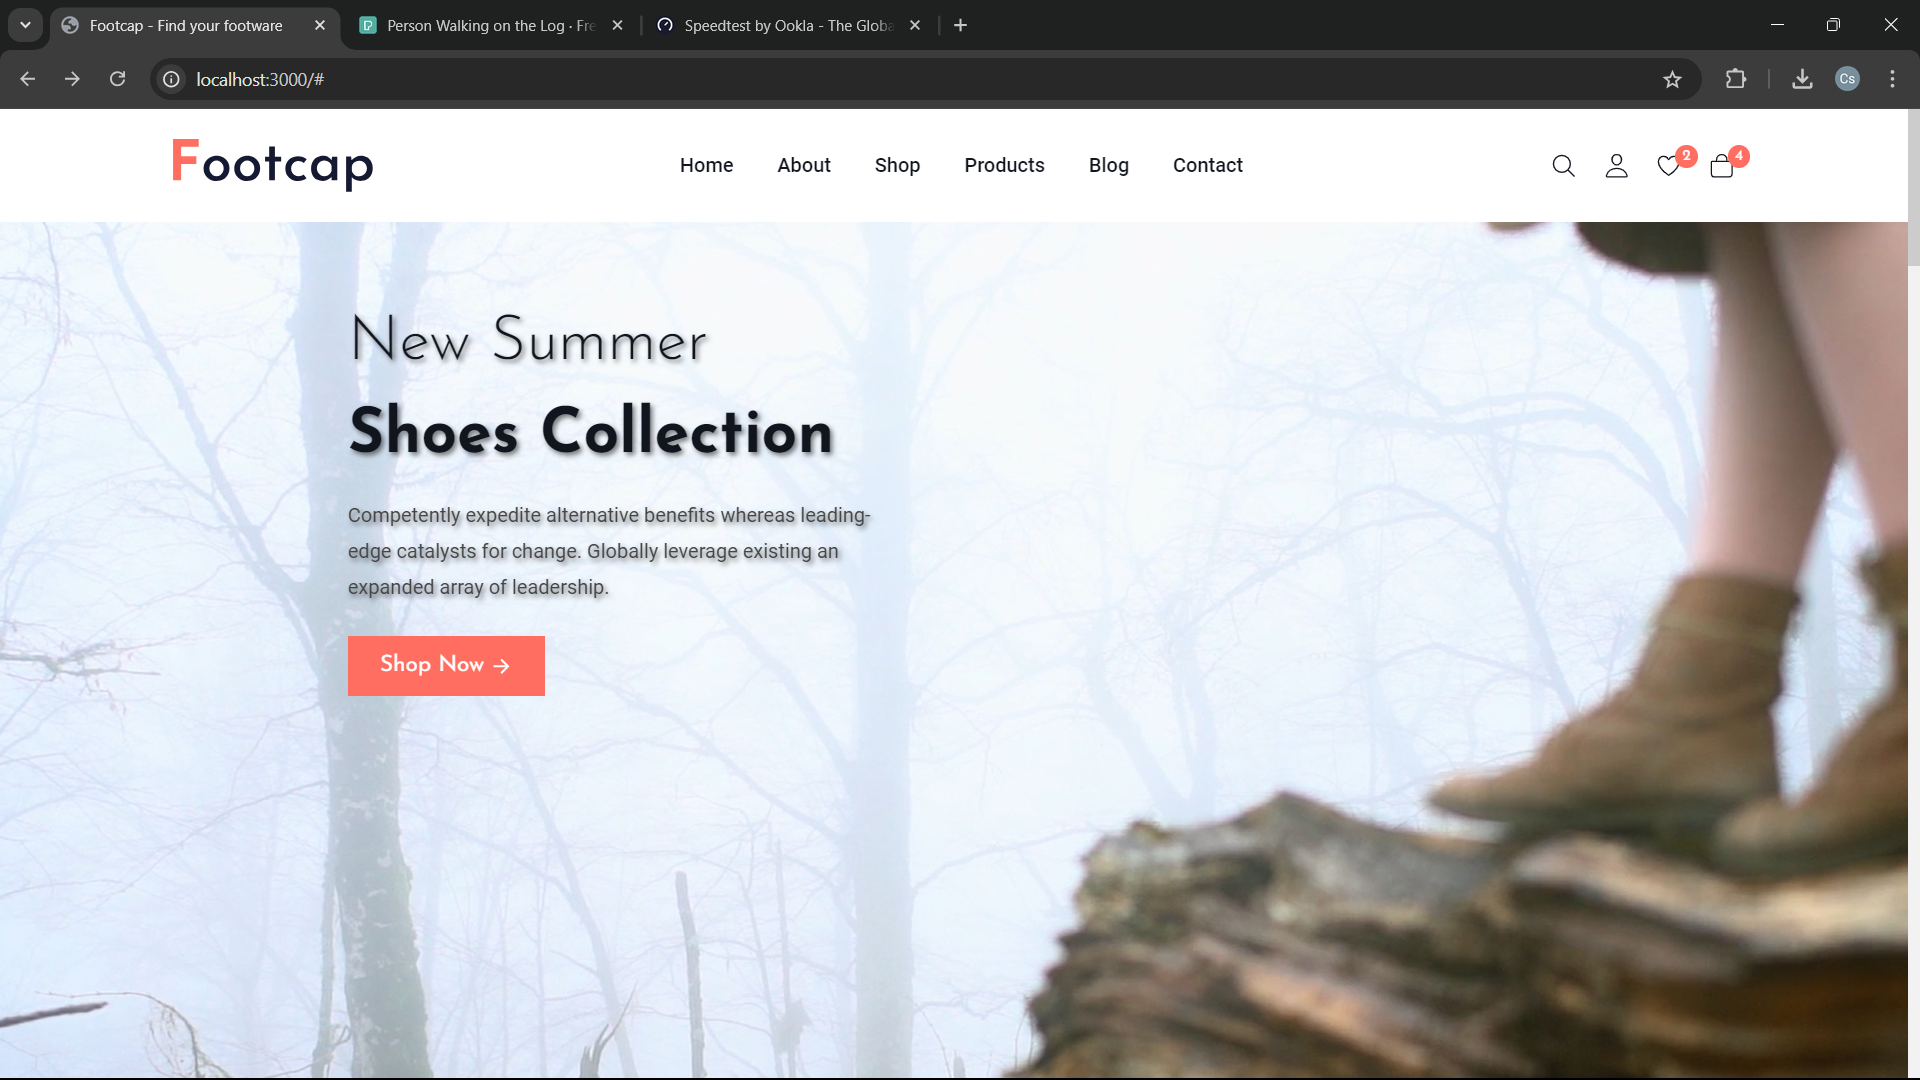 Footcap - Find your footware
Person Walking on the Log · Fre
Speedtest by Ookla - The Globa
localhost:3000/#
Cs
Footcap
Home About Shop Products Blog Contact
2
4
New Summer
Shoes Collection
Competently expedite alternative benefits whereas leading-
edge catalysts for change. Globally leverage existing an
expanded array of leadership.
Shop Now →